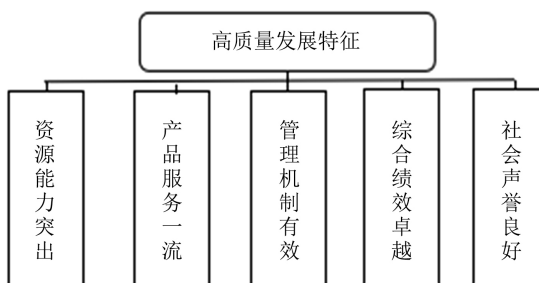 高质量发展特征
资源能力突出
产品服务一流
管理机制有效
综合绩效卓越
社会声誉良好